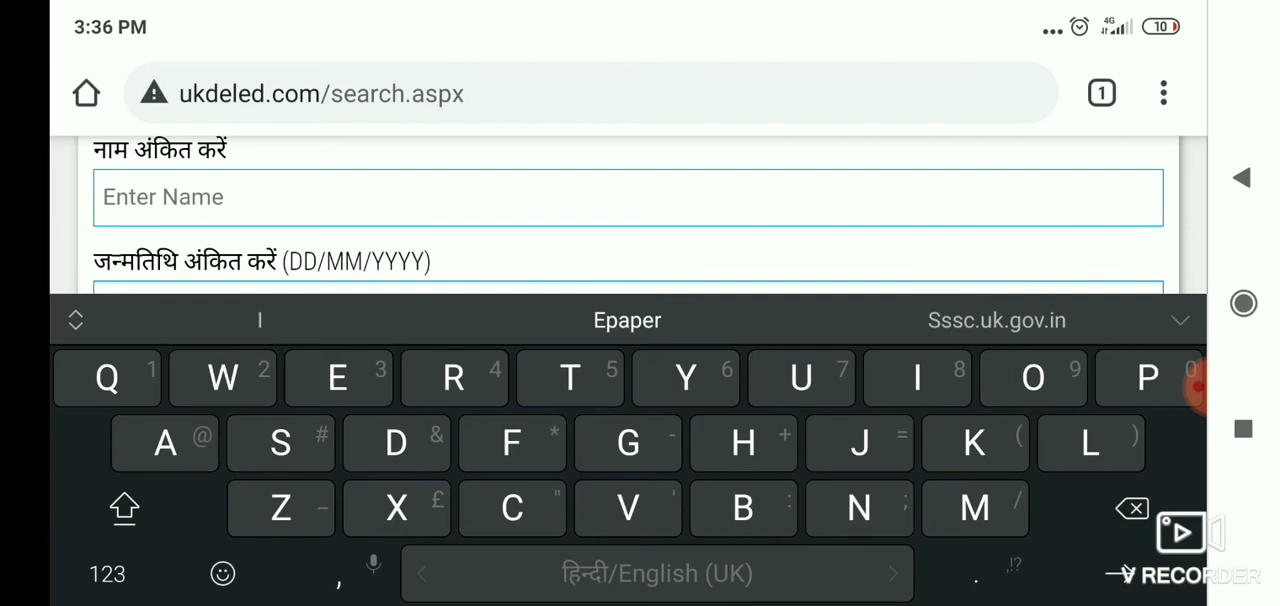 3:36 PM
4G
10
ukdeled.com/search.aspx
1
नाम अंकित करें
Enter Name
जन्मतिथि अंकित करें (DD/MM/YYYY)
I Epaper Sssc.uk.gov.in
Q 1 W 2 E 3 R 4 T 5 Y 6 U 7 I 8 O 9 P 0
A @ S # D & F * G - H + J = K ( L )
Z _ X £ C " V ' B : N ; M /
123 , हिन्दी/English (UK) . ,!?
RECORDER